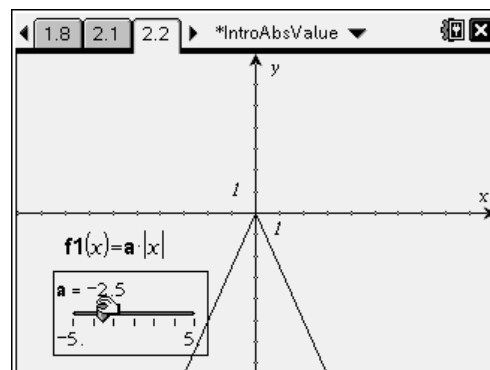 1.8 2.1 2.2 *IntroAbsValue
y
1
x
1
f1(x)=a·|x|
a = -2.5
-5. 5.